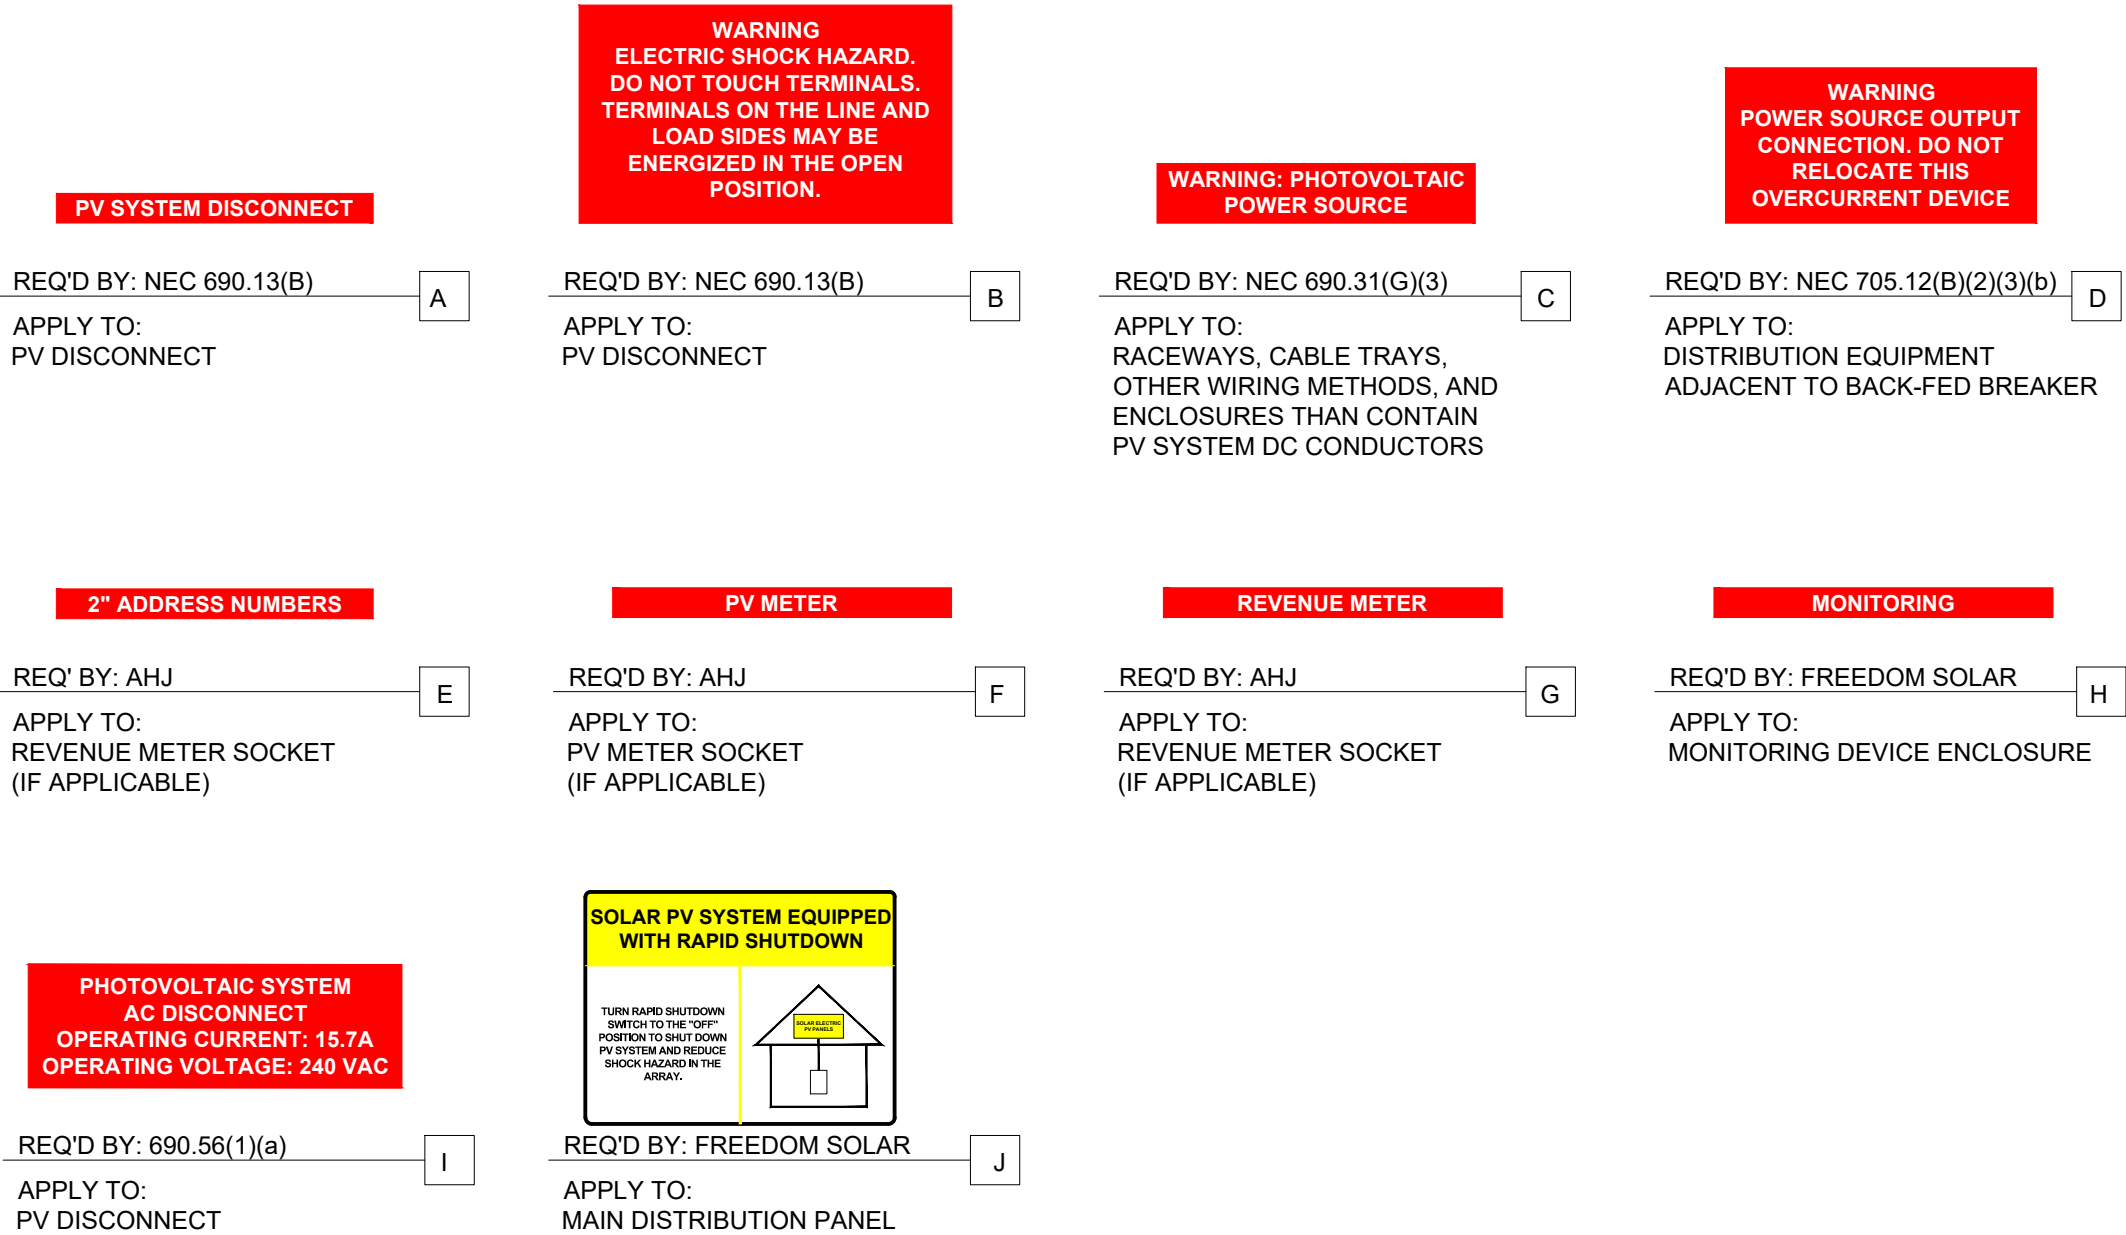 PV SYSTEM DISCONNECT
REQ'D BY: NEC 690.13(B)
A
APPLY TO:
PV DISCONNECT
WARNING
ELECTRIC SHOCK HAZARD.
DO NOT TOUCH TERMINALS.
TERMINALS ON THE LINE AND
LOAD SIDES MAY BE
ENERGIZED IN THE OPEN
POSITION.
REQ'D BY: NEC 690.13(B)
B
APPLY TO:
PV DISCONNECT
WARNING: PHOTOVOLTAIC
POWER SOURCE
REQ'D BY: NEC 690.31(G)(3)
C
APPLY TO:
RACEWAYS, CABLE TRAYS,
OTHER WIRING METHODS, AND
ENCLOSURES THAN CONTAIN
PV SYSTEM DC CONDUCTORS
WARNING
POWER SOURCE OUTPUT
CONNECTION. DO NOT
RELOCATE THIS
OVERCURRENT DEVICE
REQ'D BY: NEC 705.12(B)(2)(3)(b)
D
APPLY TO:
DISTRIBUTION EQUIPMENT
ADJACENT TO BACK-FED BREAKER
2" ADDRESS NUMBERS
REQ' BY: AHJ
E
APPLY TO:
REVENUE METER SOCKET
(IF APPLICABLE)
PV METER
REQ'D BY: AHJ
F
APPLY TO:
PV METER SOCKET
(IF APPLICABLE)
REVENUE METER
REQ'D BY: AHJ
G
APPLY TO:
REVENUE METER SOCKET
(IF APPLICABLE)
MONITORING
REQ'D BY: FREEDOM SOLAR
H
APPLY TO:
MONITORING DEVICE ENCLOSURE
PHOTOVOLTAIC SYSTEM
AC DISCONNECT
OPERATING CURRENT: 15.7A
OPERATING VOLTAGE: 240 VAC
REQ'D BY: 690.56(1)(a)
I
APPLY TO:
PV DISCONNECT
SOLAR PV SYSTEM EQUIPPED
WITH RAPID SHUTDOWN
TURN RAPID SHUTDOWN
SWITCH TO THE "OFF"
POSITION TO SHUT DOWN
PV SYSTEM AND REDUCE
SHOCK HAZARD IN THE
ARRAY.
SOLAR ELECTRIC
PV PANELS
REQ'D BY: FREEDOM SOLAR
J
APPLY TO:
MAIN DISTRIBUTION PANEL